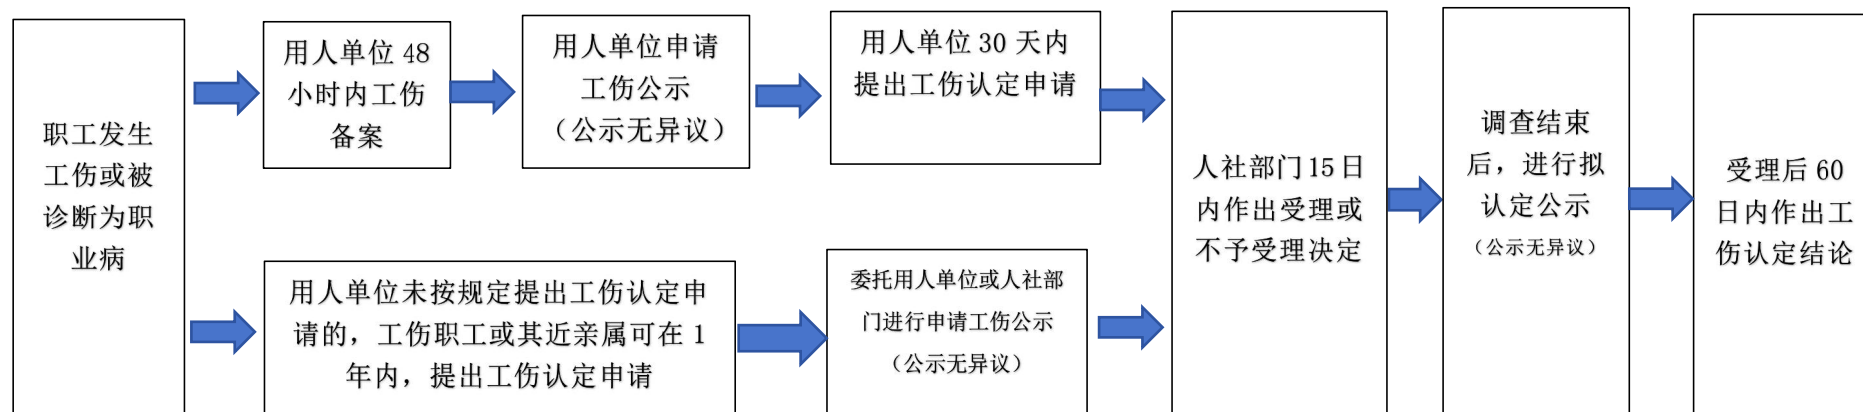 职工发生
工伤或被
诊断为职
业病
用人单位 48
小时内工伤
备案
用人单位申请
工伤公示
（公示无异议）
用人单位 30 天内
提出工伤认定申请
用人单位未按规定提出工伤认定申
请的，工伤职工或其近亲属可在 1
年内，提出工伤认定申请
委托用人单位或人社部
门进行申请工伤公示
（公示无异议）
人社部门 15 日
内作出受理或
不予受理决定
调查结束
后，进行拟
认定公示
（公示无异议）
受理后 60
日内作出工
伤认定结论